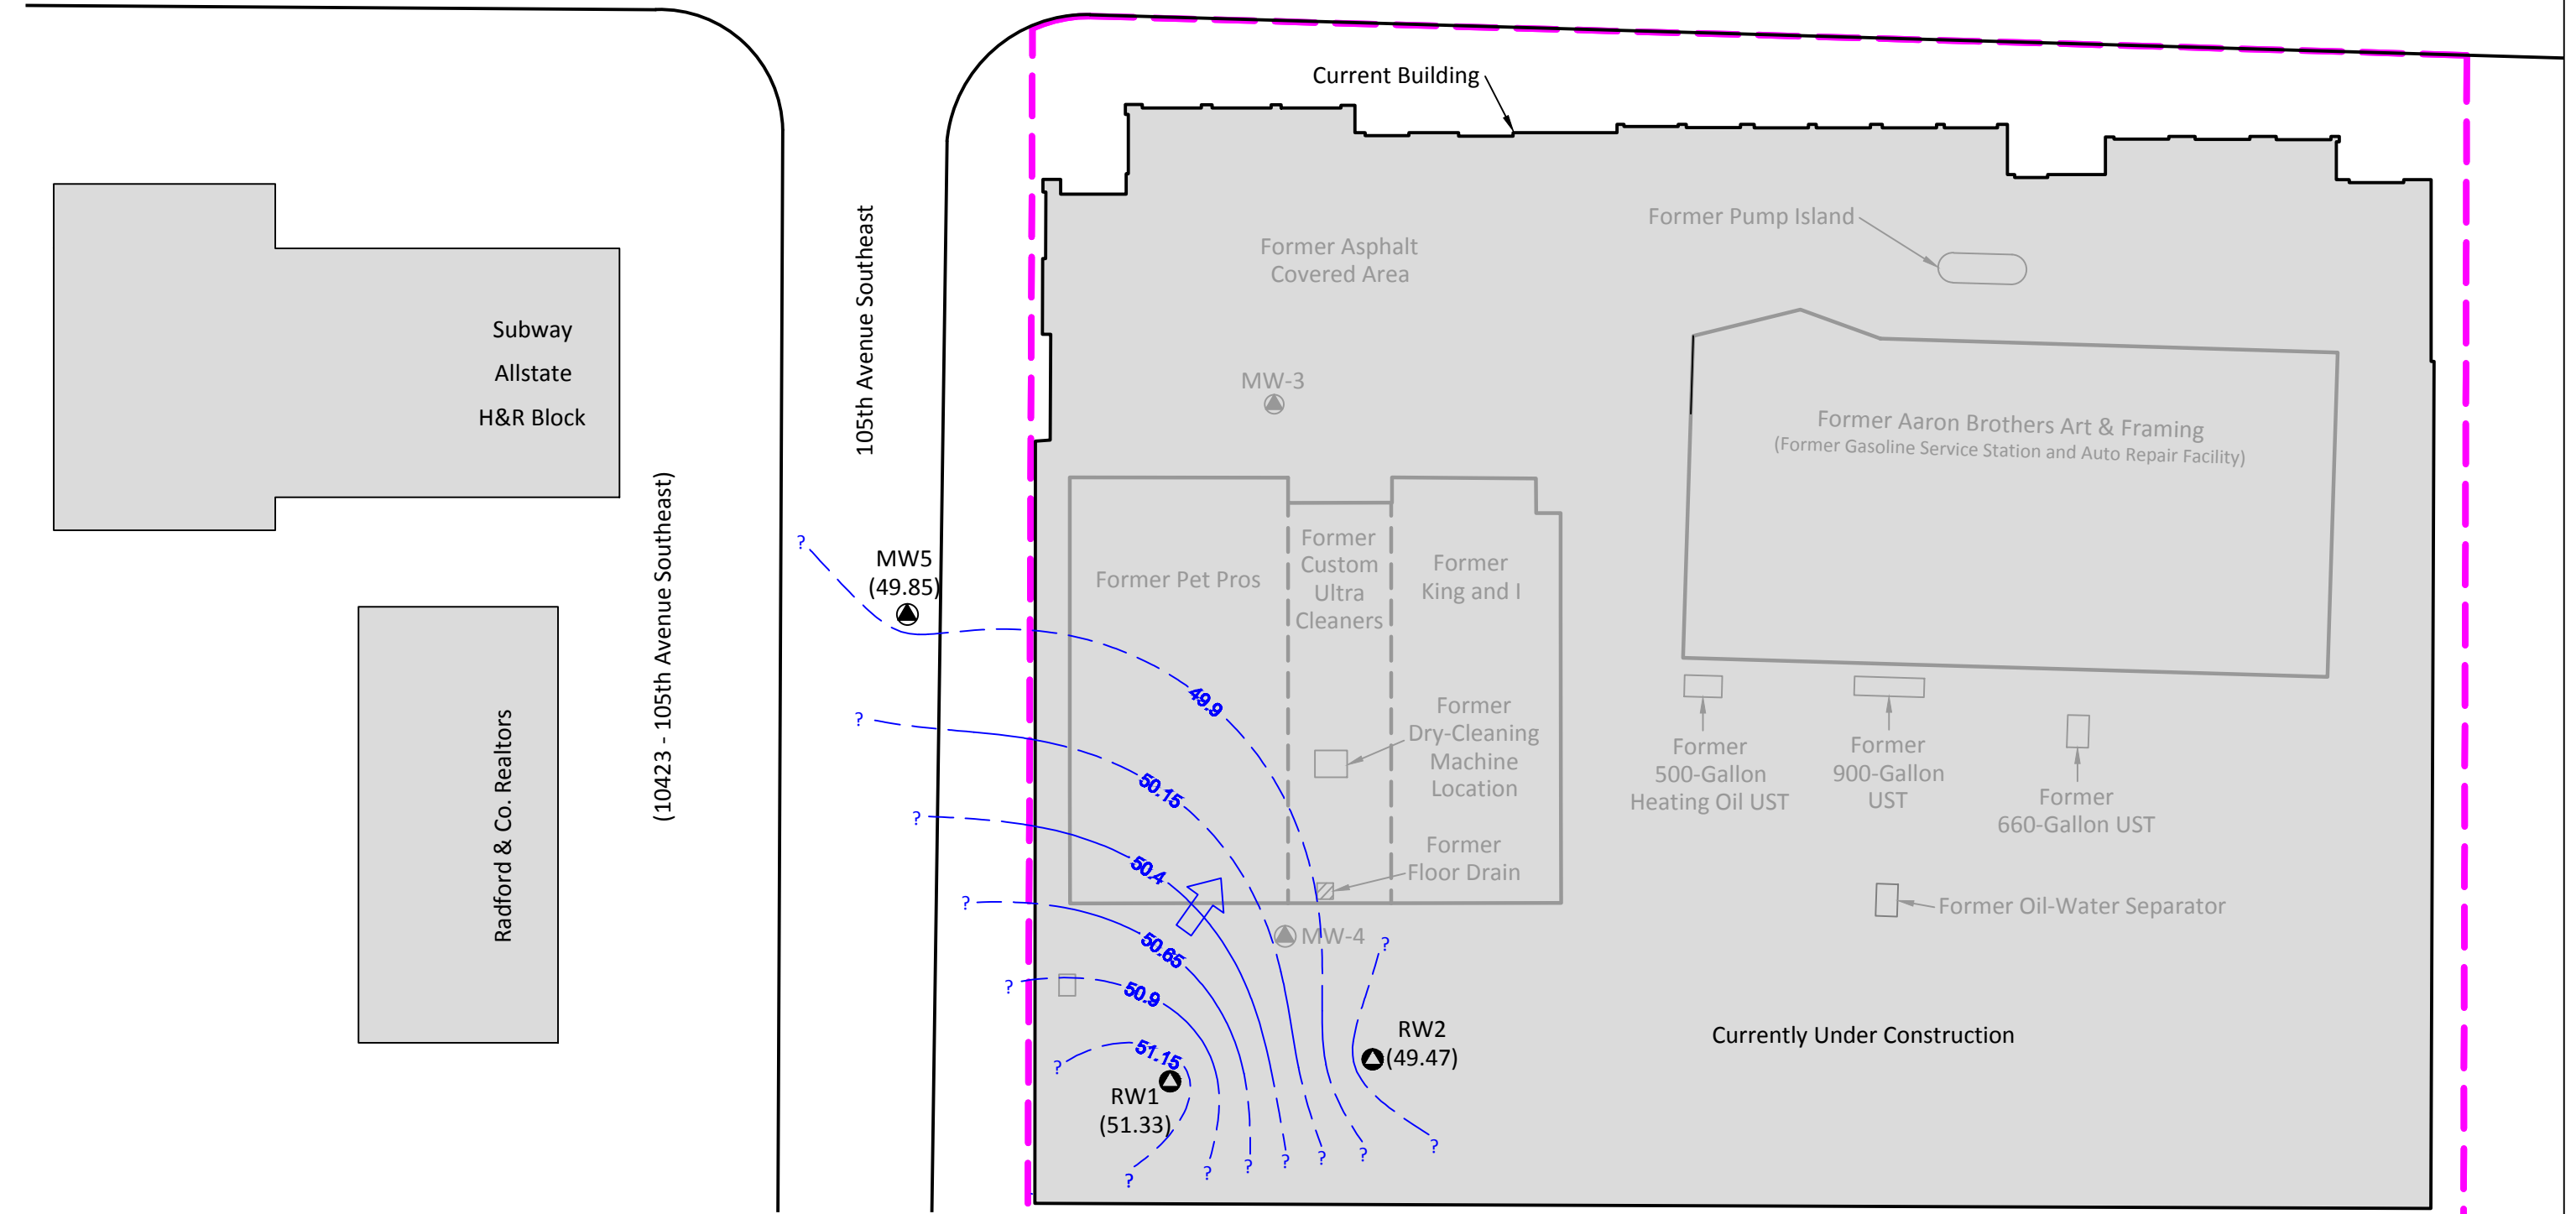 Current Building
Former Pump Island
Former Asphalt
Covered Area
105th Avenue Southeast
Subway
Allstate
H&R Block
MW-3
Former Aaron Brothers Art & Framing
(Former Gasoline Service Station and Auto Repair Facility)
(10423 - 105th Avenue Southeast)
?
MW5
(49.85)
Former Pet Pros
Former
Custom
Ultra
Cleaners
Former
King and I
49.9
?
50.15
Former
Dry-Cleaning
Machine
Location
Former
500-Gallon
Heating Oil UST
Former
900-Gallon
UST
Former
660-Gallon UST
Radford & Co. Realtors
?
50.4
Former
Floor Drain
?
50.65
MW-4
?
Former Oil-Water Separator
?
50.9
?
51.15
RW1
(51.33)
RW2
(49.47)
Currently Under Construction
?
?
?
?
?
?
?